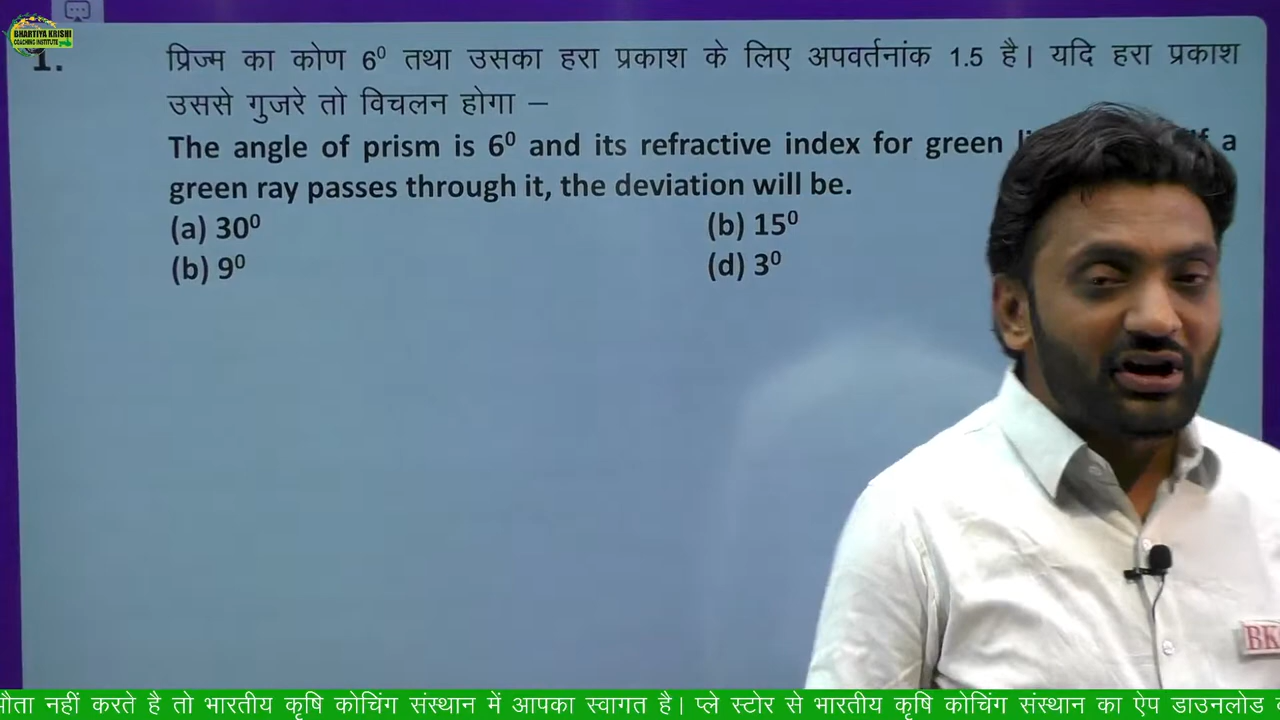 BHARTIYA KRISHI
COACHING INSTITUTE
1. प्रिज्म का कोण 6⁰ तथा उसका हरा प्रकाश के लिए अपवर्तनांक 1.5 है। यदि हरा प्रकाश
उससे गुजरे तो विचलन होगा –
The angle of prism is 6⁰ and its refractive index for green If a
green ray passes through it, the deviation will be.
(a) 30⁰ (b) 15⁰
(b) 9⁰ (d) 3⁰
BK
नहीं करते है तो भारतीय कृषि कोचिंग संस्थान में आपका स्वागत है। प्ले स्टोर से भारतीय कृषि कोचिंग संस्थान का ऐप डाउनलोड